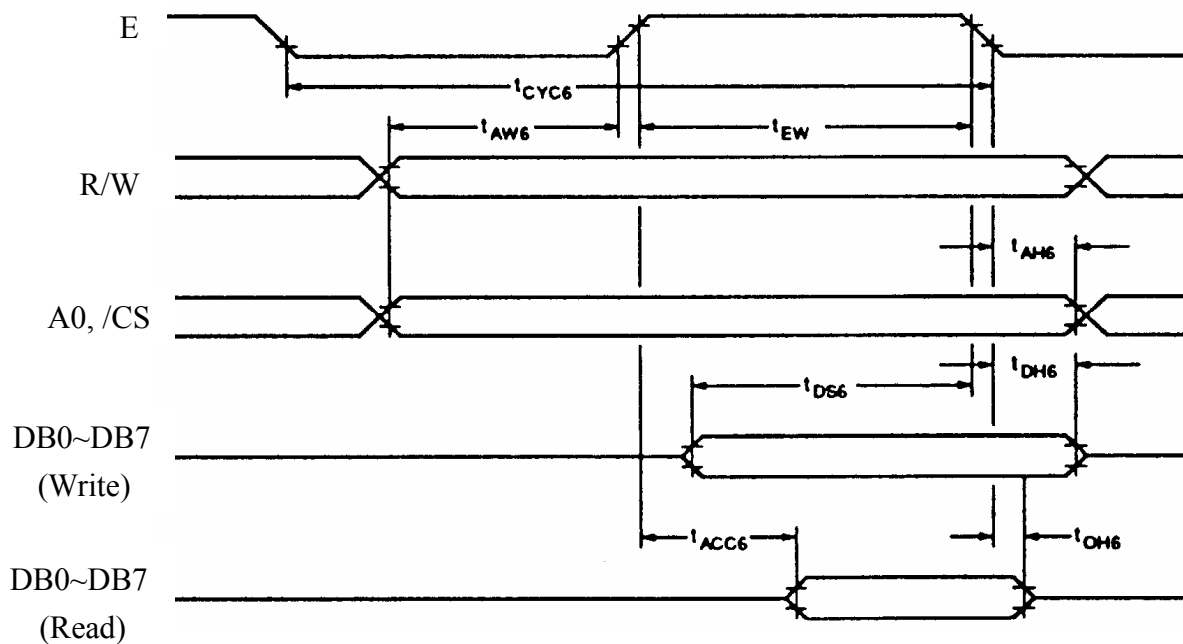 E
tCYC6
tAW6
tEW
R/W
tAH6
A0, /CS
tDH6
tDS6
DB0~DB7
(Write)
tACC6
tOH6
DB0~DB7
(Read)